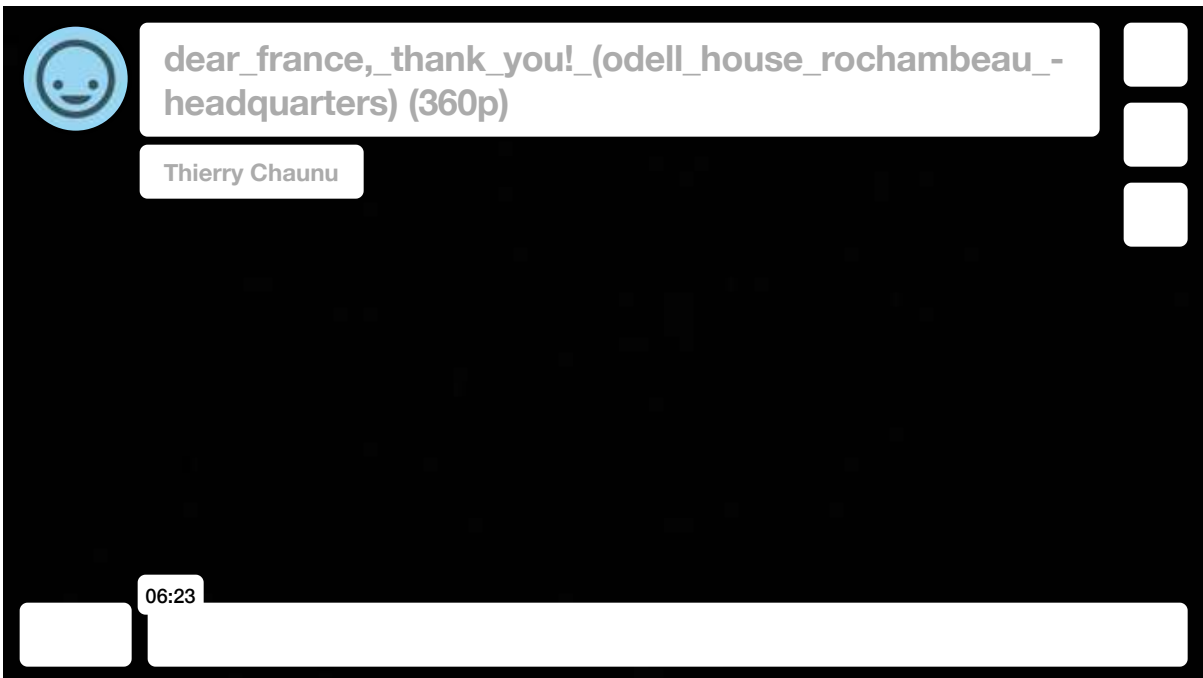 dear_france,_thank_you!_(odell_house_rochambeau_-
headquarters) (360p)
Thierry Chaunu
06:23